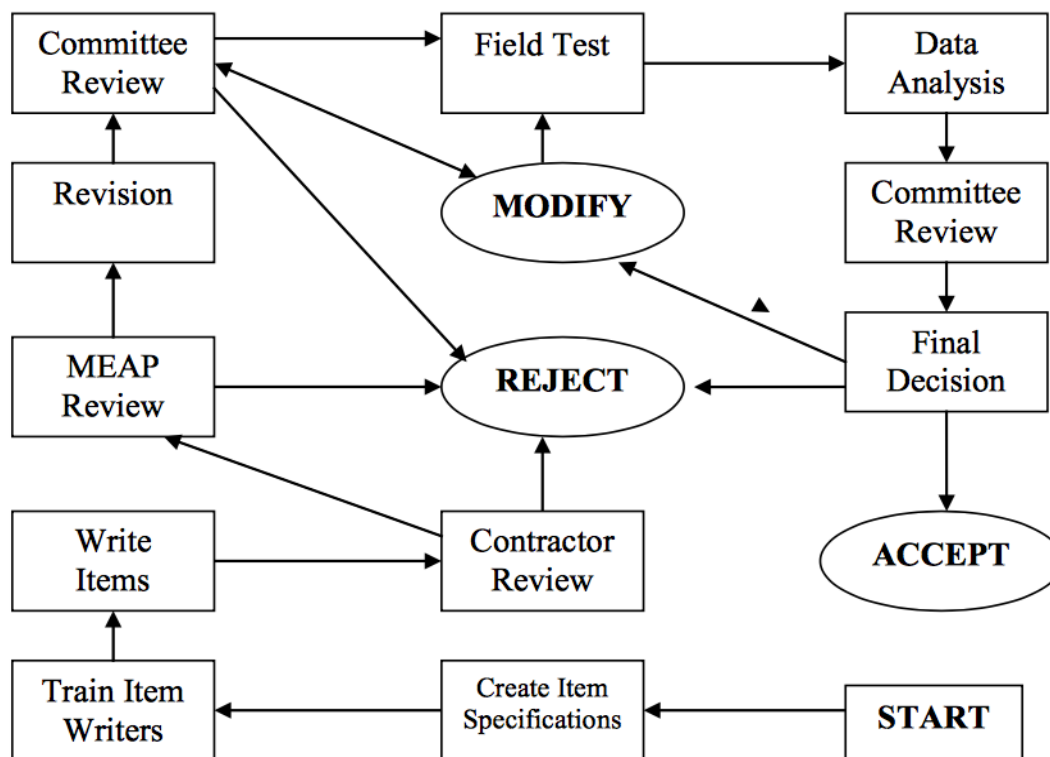 Committee
Review
Field Test
Data
Analysis
Revision
MODIFY
Committee
Review
MEAP
Review
REJECT
Final
Decision
Write
Items
Contractor
Review
ACCEPT
Train Item
Writers
Create Item
Specifications
START